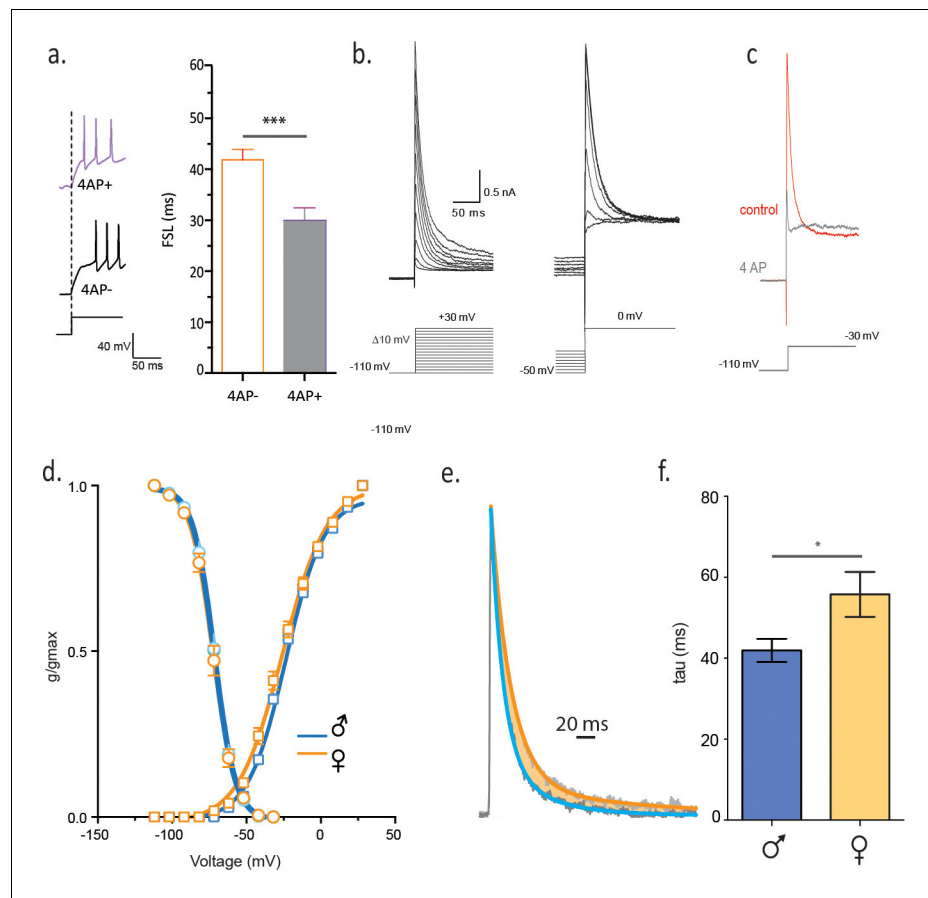 a.
4AP+
4AP-
40 mV
50 ms
FSL (ms)
60
50
40
30
20
10
0
***
4AP-
4AP+
b.
0.5 nA
50 ms
+30 mV
Δ10 mV
-110 mV
0 mV
-50 mV
-110 mV
c.
control
4 AP
-30 mV
-110 mV
d.
g/gmax
1.0
0.5
0.0
-150
-100
-50
0
50
Voltage (mV)
♂
♀
e.
20 ms
f.
tau (ms)
80
60
40
20
0
*
♂
♀